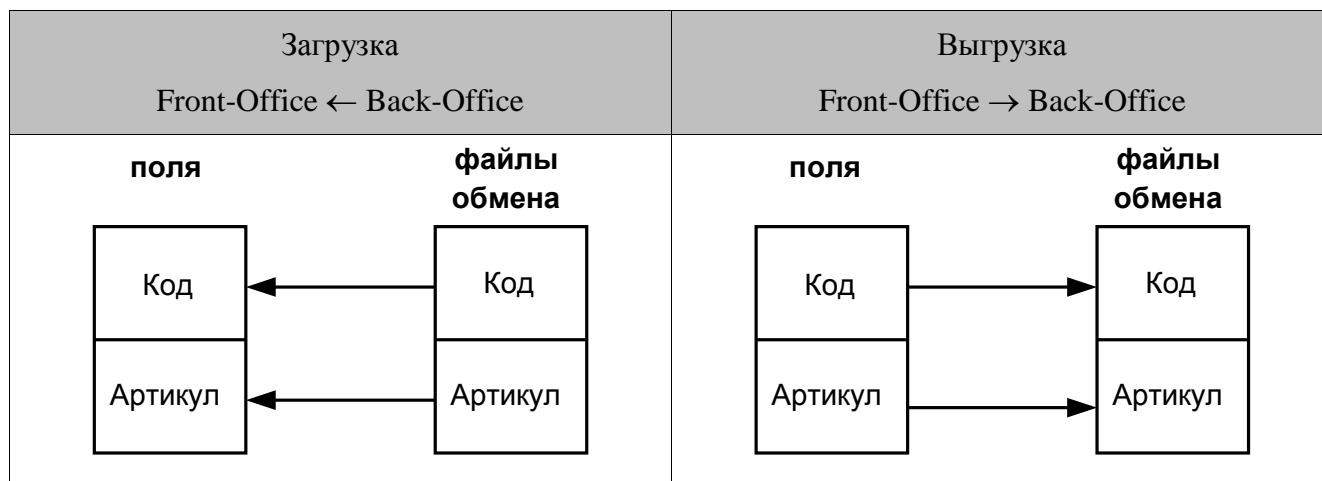 Загрузка
Front-Office ← Back-Office
Выгрузка
Front-Office → Back-Office
поля
файлы
обмена
Код
Код
Артикул
Артикул
поля
файлы
обмена
Код
Код
Артикул
Артикул